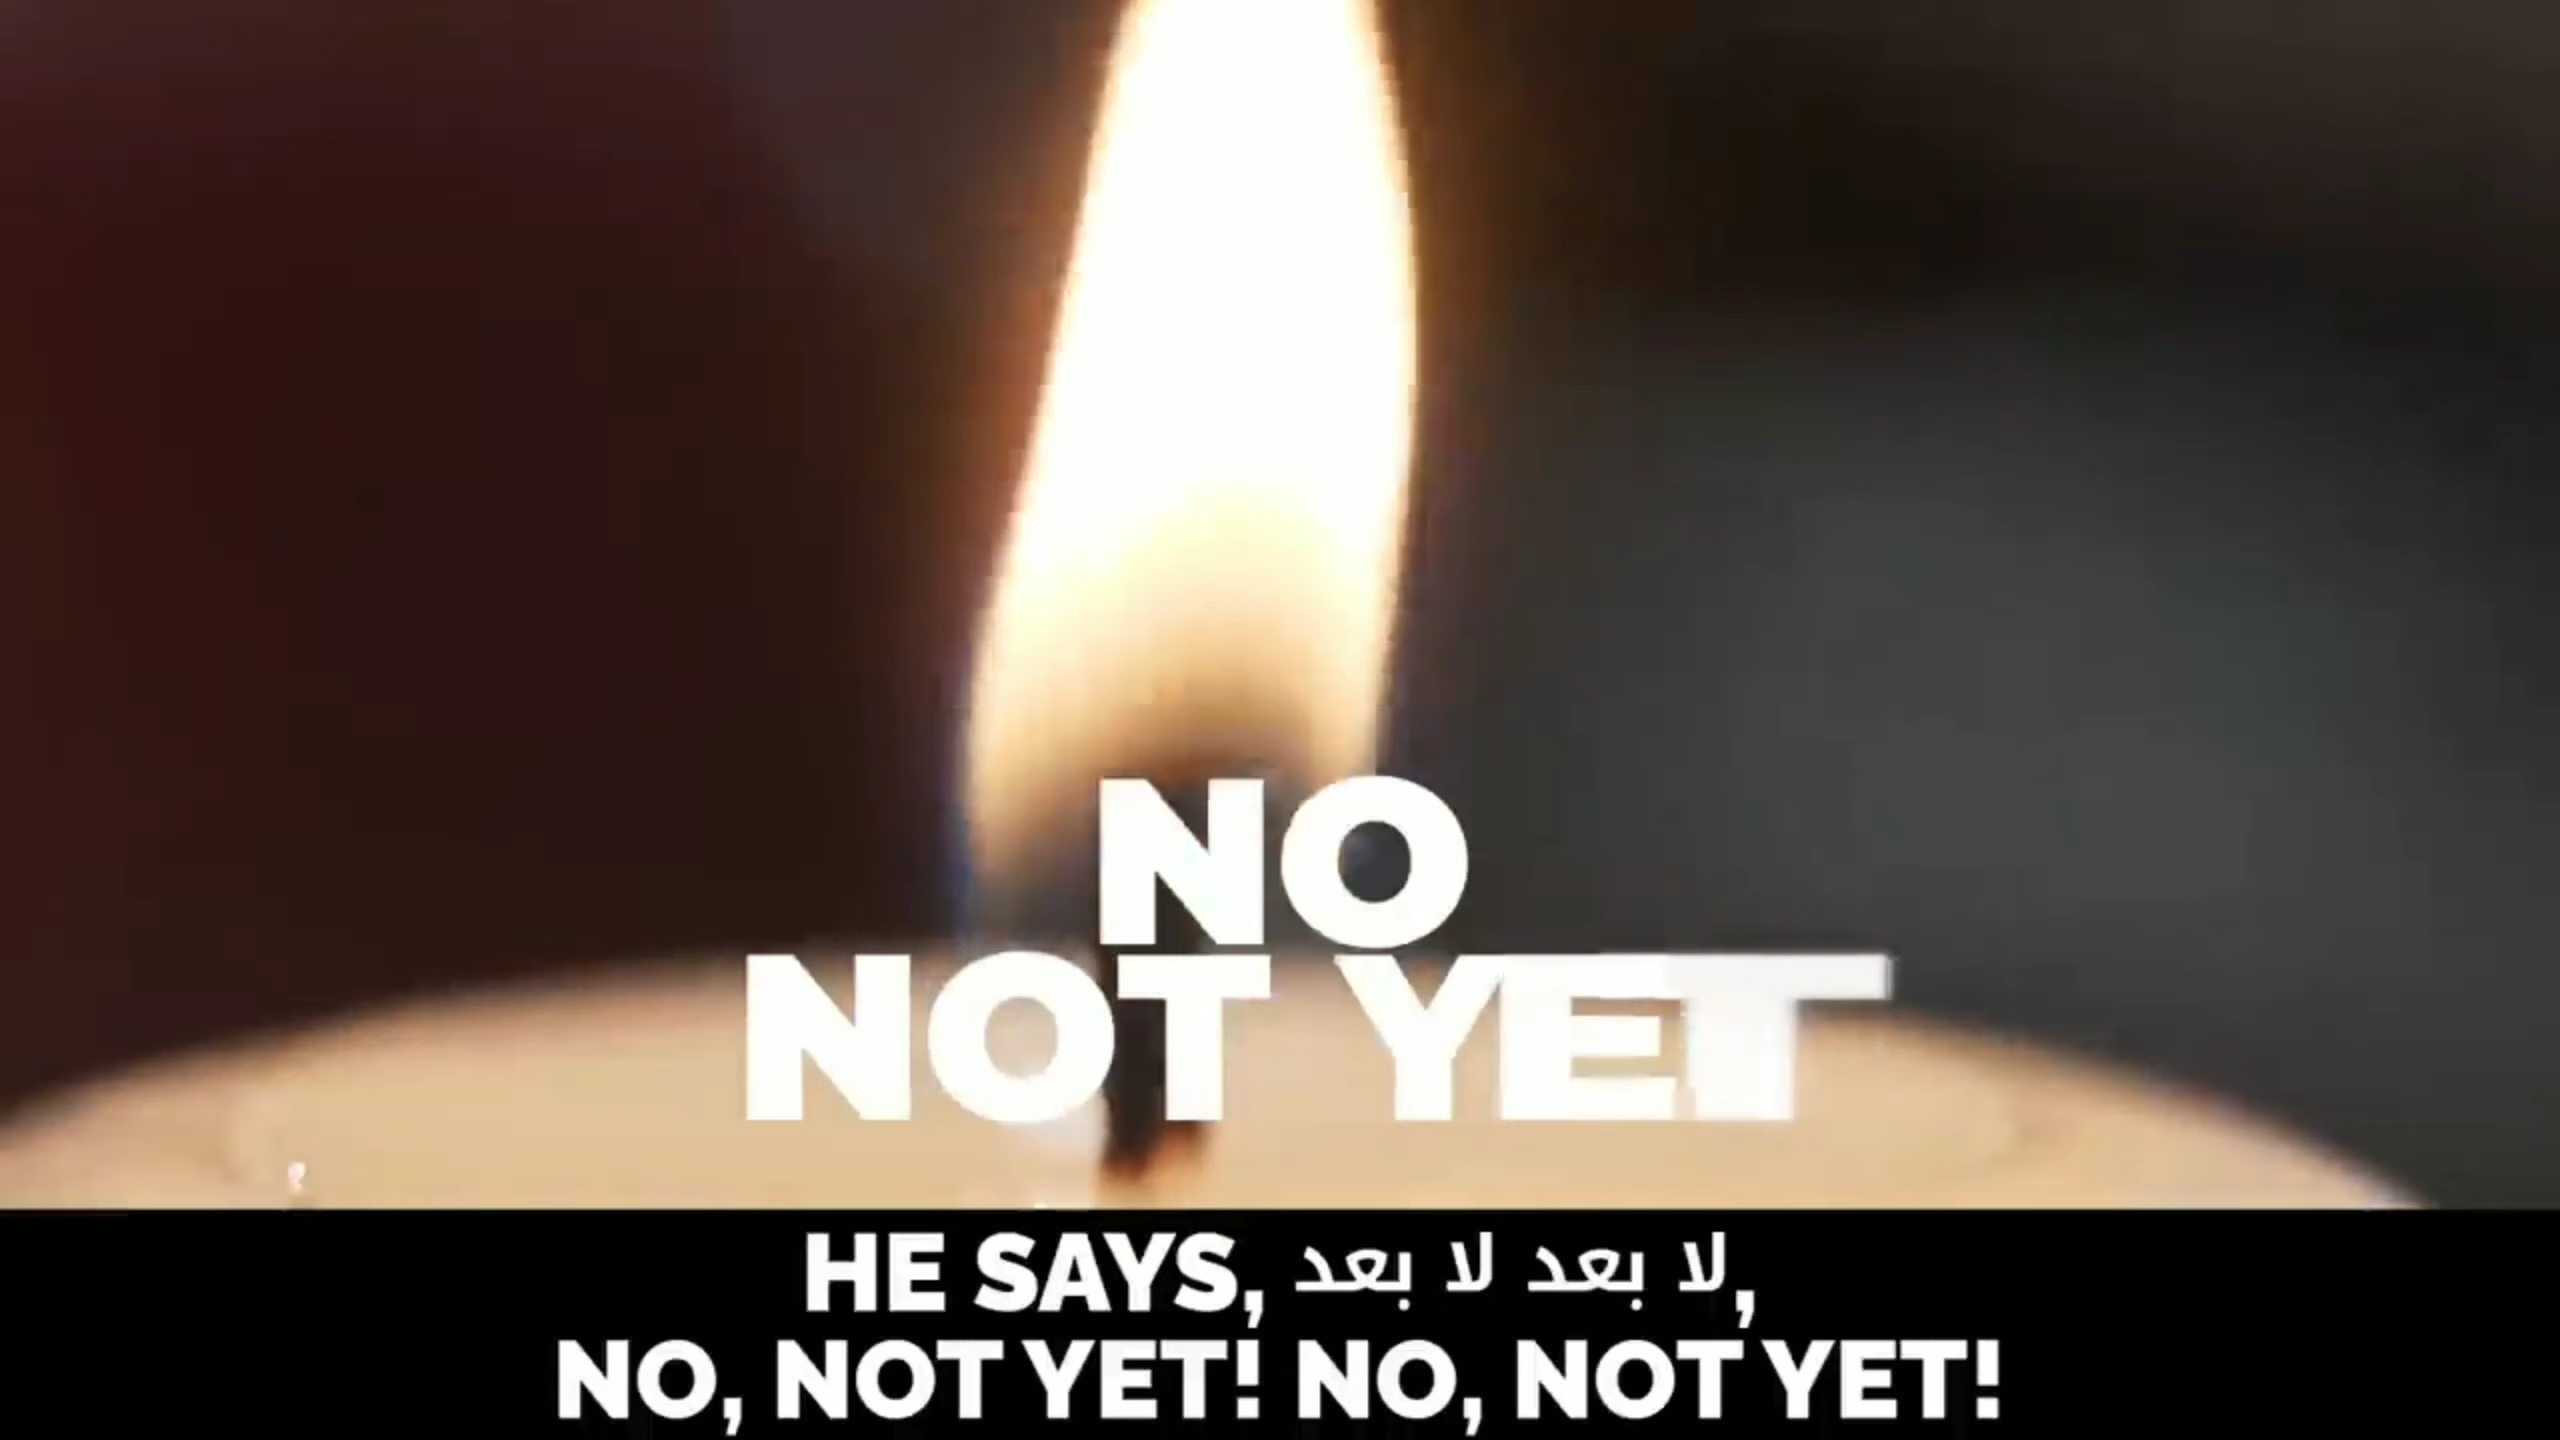 NO
NOT YET
HE SAYS, لا بعد لا بعد,
NO, NOT YET! NO, NOT YET!